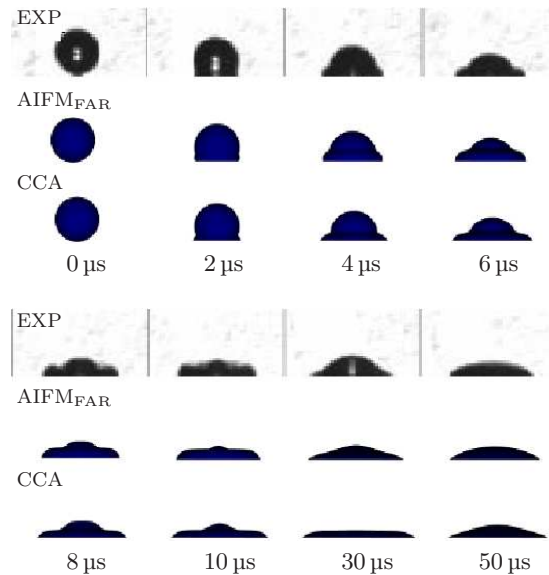 EXP
AIFM_FAR
CCA
0 µs 2 µs 4 µs 6 µs
EXP
AIFM_FAR
CCA
8 µs 10 µs 30 µs 50 µs